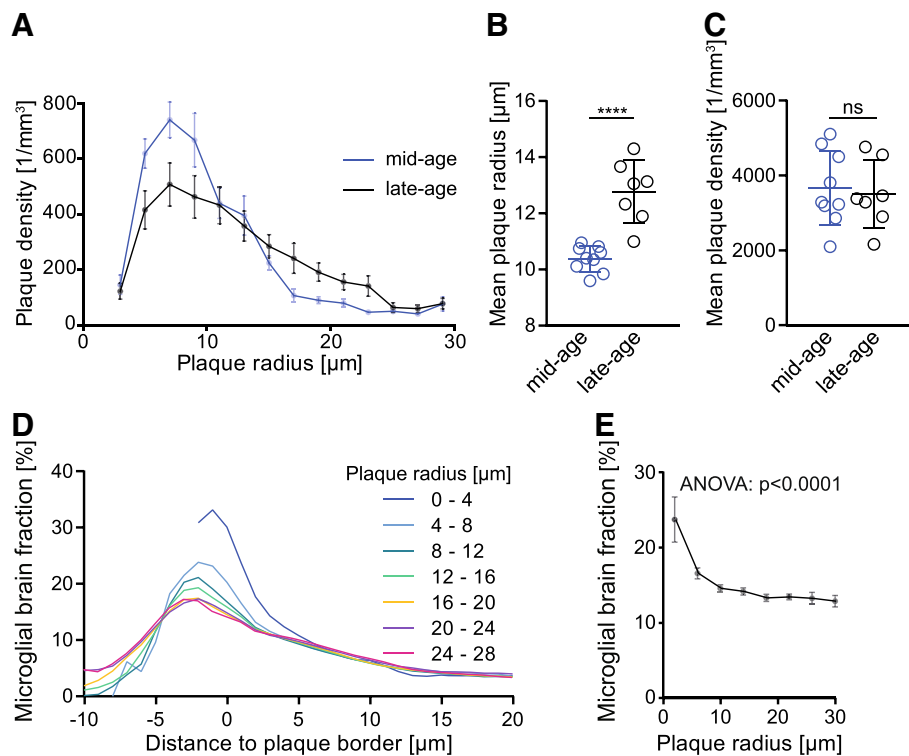 A
Plaque density [1/mm³]
800
600
400
200
0
0
10
20
30
Plaque radius [µm]
mid-age
late-age
B
Mean plaque radius [µm]
16
14
12
10
8
****
mid-age
late-age
C
Mean plaque density [1/mm³]
6000
4000
2000
0
ns
mid-age
late-age
D
Microglial brain fraction [%]
40
30
20
10
0
-10
-5
0
5
10
15
20
Distance to plaque border [µm]
Plaque radius [µm]
0 - 4
4 - 8
8 - 12
12 - 16
16 - 20
20 - 24
24 - 28
E
Microglial brain fraction [%]
30
20
10
0
ANOVA: p<0.0001
0
10
20
30
Plaque radius [µm]